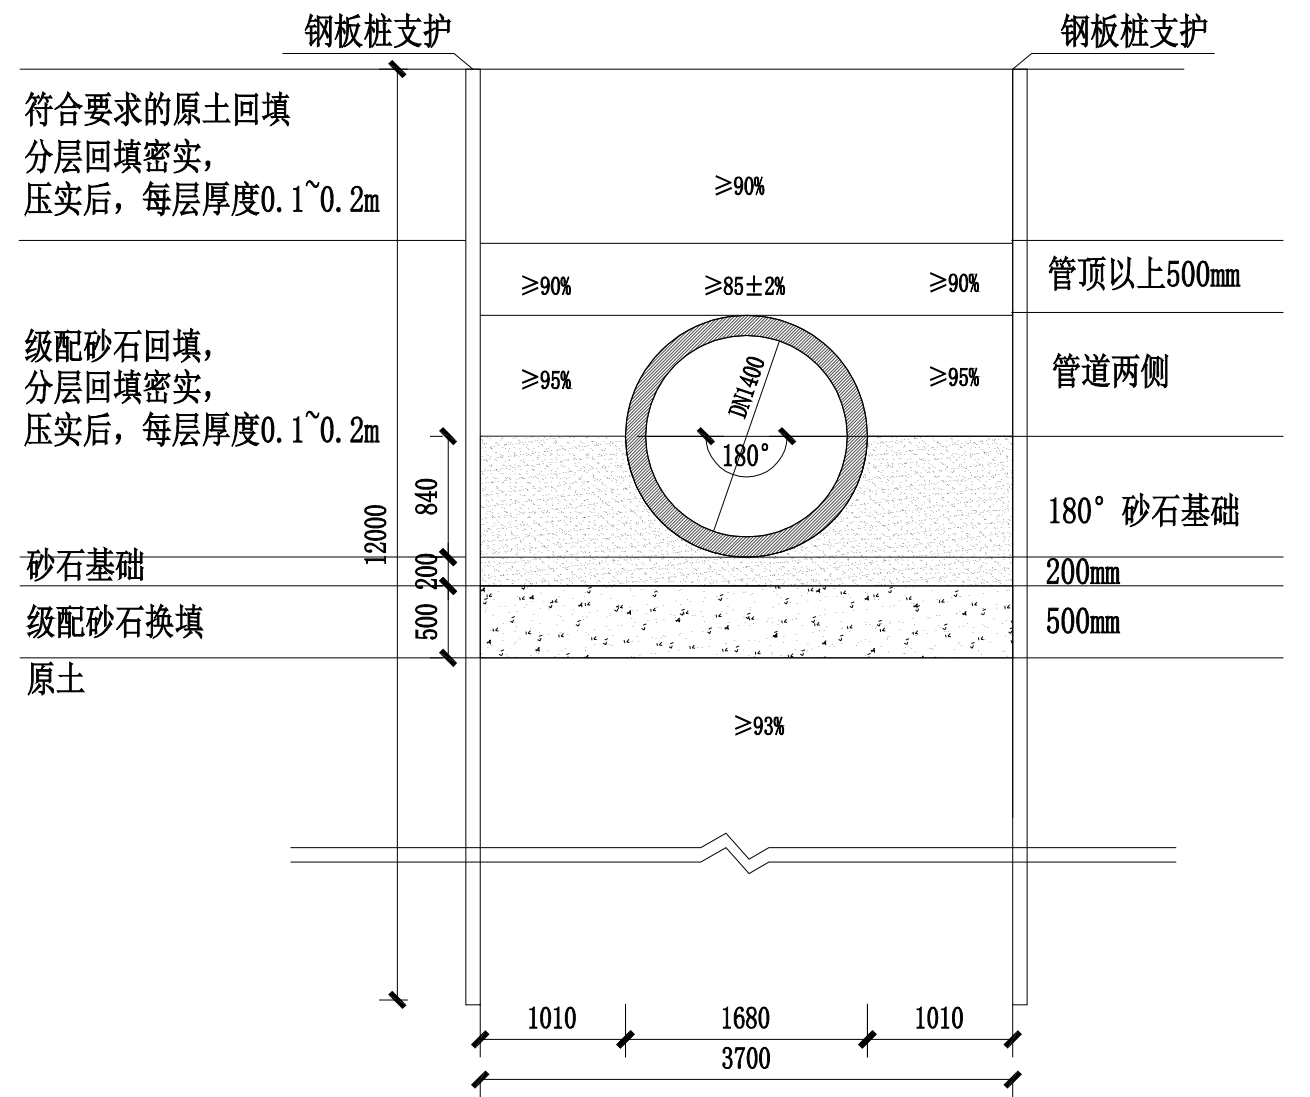 钢板桩支护
钢板桩支护
符合要求的原土回填
分层回填密实，
压实后，每层厚度0.1~0.2m
≥90%
≥90%
≥85±2%
≥90%
管顶以上500mm
级配砂石回填，
分层回填密实，
压实后，每层厚度0.1~0.2m
≥95%
DN1400
≥95%
管道两侧
180°
840
12000
180°砂石基础
砂石基础
200
200mm
级配砂石换填
500
500mm
原土
≥93%
1010
1680
1010
3700